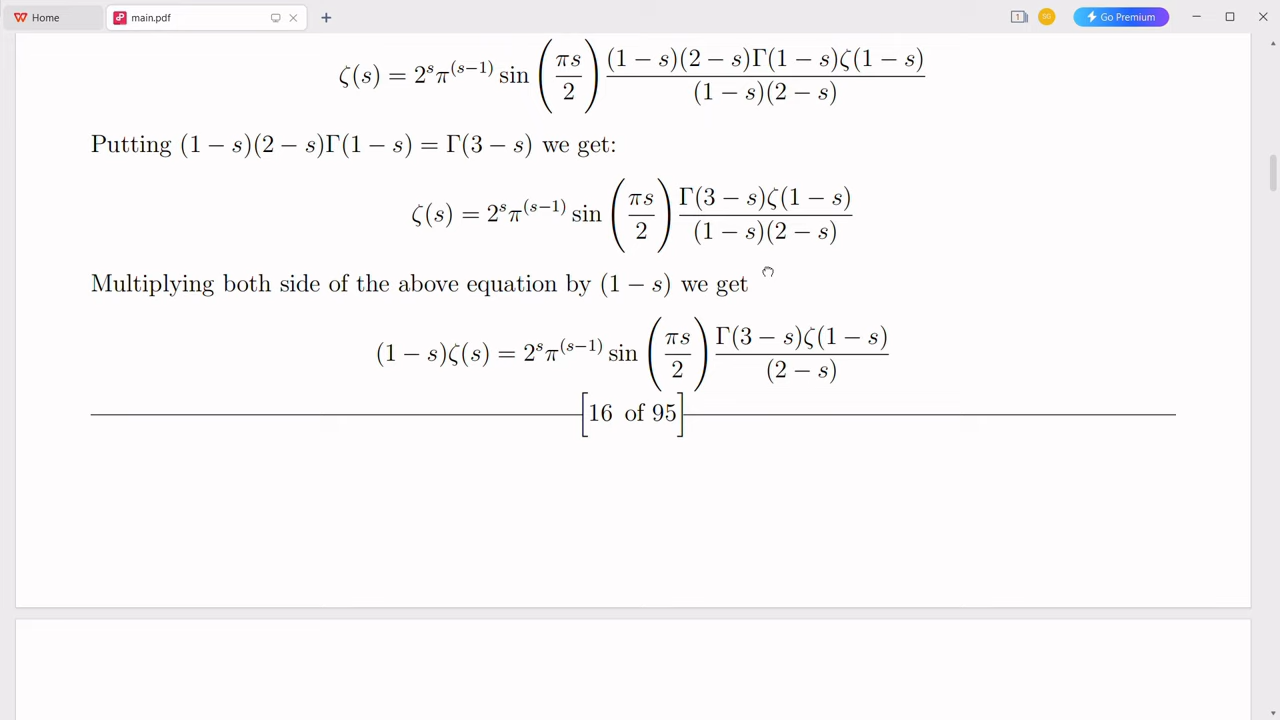 Home
main.pdf
1
SG
Go Premium
ζ(s) = 2^s π^(s−1) sin(πs/2) (1 − s)(2 − s)Γ(1 − s)ζ(1 − s) / (1 − s)(2 − s)
Putting (1 − s)(2 − s)Γ(1 − s) = Γ(3 − s) we get:
ζ(s) = 2^s π^(s−1) sin(πs/2) Γ(3 − s)ζ(1 − s) / (1 − s)(2 − s)
Multiplying both side of the above equation by (1 − s) we get
(1 − s)ζ(s) = 2^s π^(s−1) sin(πs/2) Γ(3 − s)ζ(1 − s) / (2 − s)
[16 of 95]